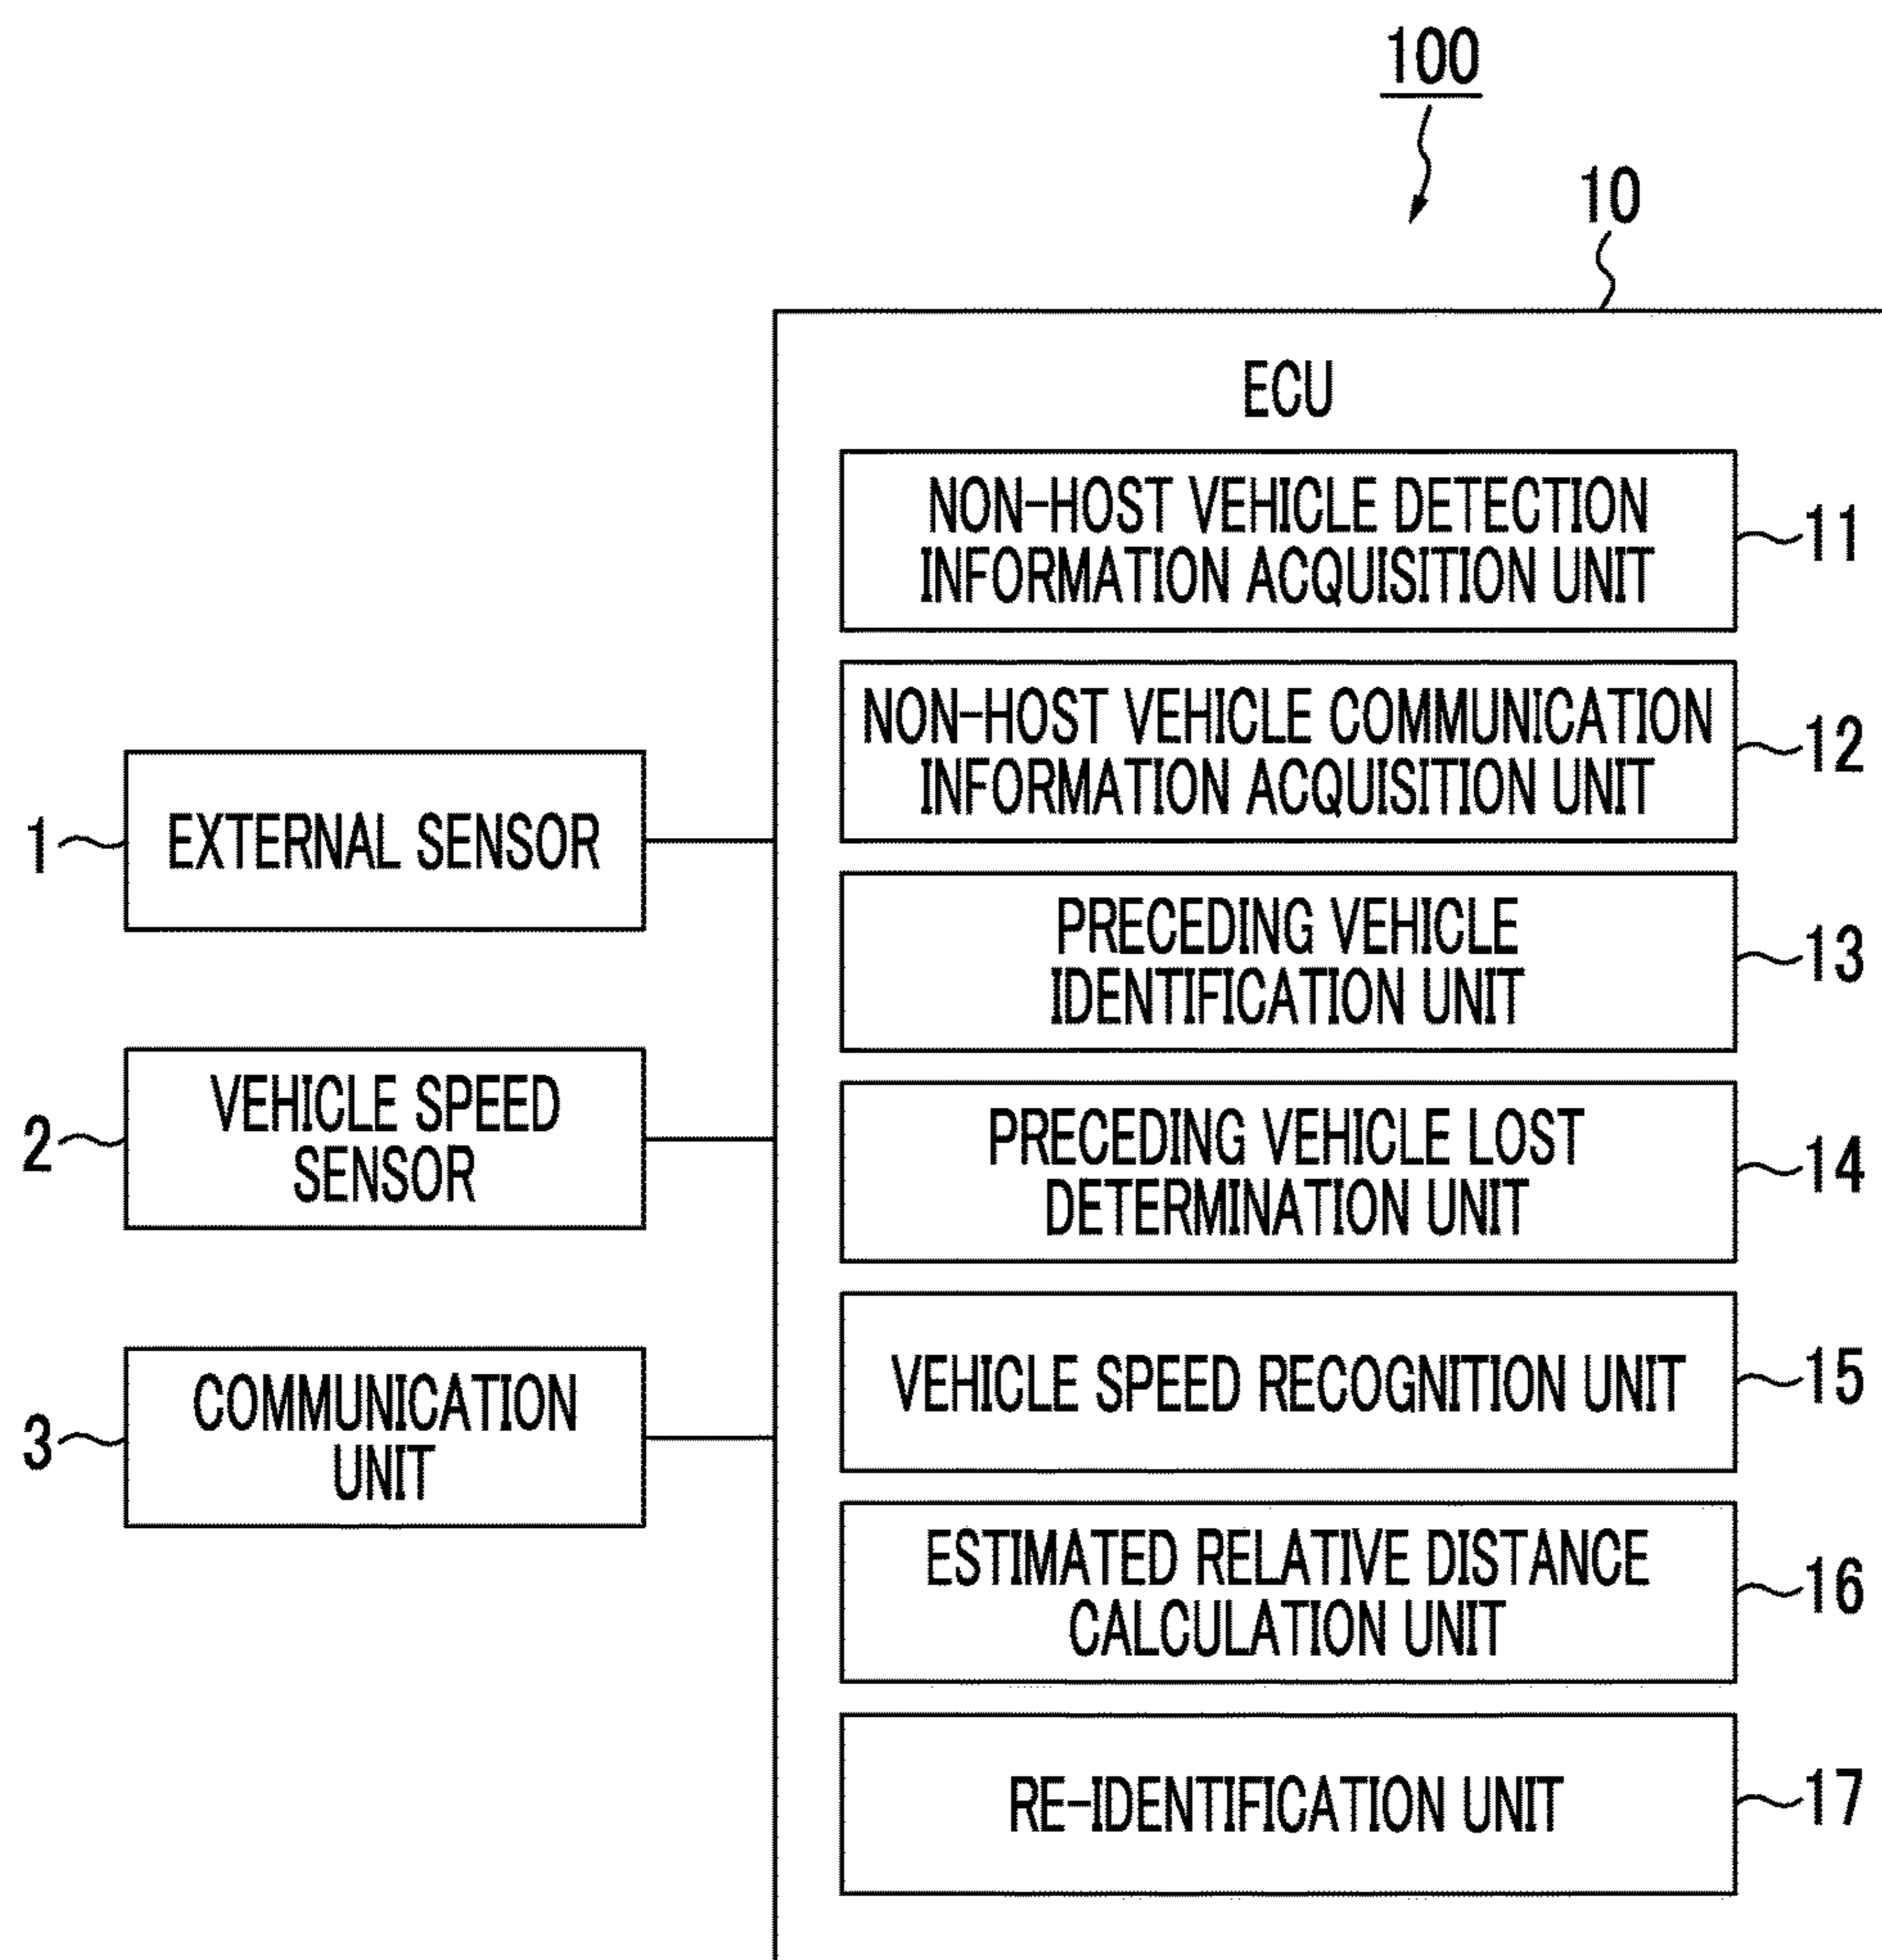 100
10
ECU
NON-HOST VEHICLE DETECTION
INFORMATION ACQUISITION UNIT
11
NON-HOST VEHICLE COMMUNICATION
INFORMATION ACQUISITION UNIT
12
1
EXTERNAL SENSOR
PRECEDING VEHICLE
IDENTIFICATION UNIT
13
2
VEHICLE SPEED
SENSOR
PRECEDING VEHICLE LOST
DETERMINATION UNIT
14
3
COMMUNICATION
UNIT
VEHICLE SPEED RECOGNITION UNIT
15
ESTIMATED RELATIVE DISTANCE
CALCULATION UNIT
16
RE-IDENTIFICATION UNIT
17